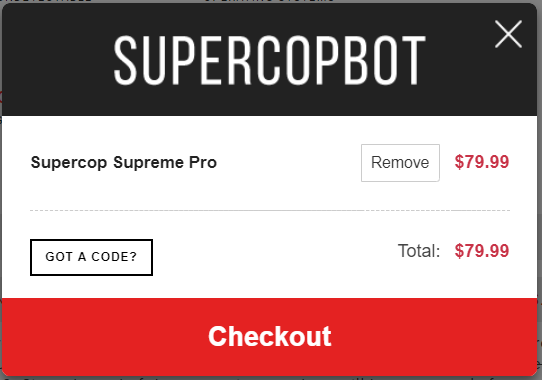 SUPERCOPBOT
Supercop Supreme Pro Remove $79.99
GOT A CODE? Total: $79.99
Checkout